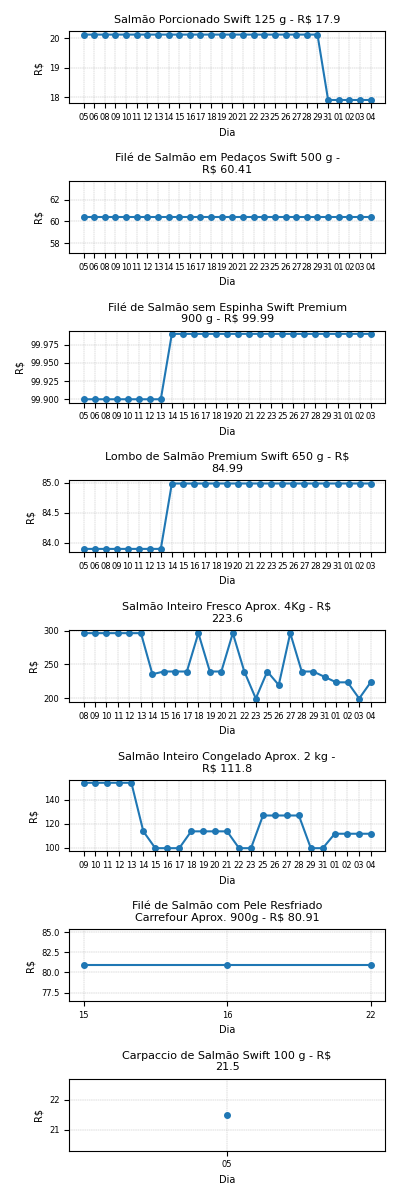 Salmão Porcionado Swift 125 g - R$ 17.9
20
19
18
R$
05 06 08 09 10 11 12 13 14 15 16 17 18 19 20 21 22 23 25 26 27 28 29 31 01 02 03 04
Dia
Filé de Salmão em Pedaços Swift 500 g -
R$ 60.41
62
60
58
R$
05 06 08 09 10 11 12 13 14 15 16 17 18 19 20 21 22 23 25 26 27 28 29 31 01 02 03 04
Dia
Filé de Salmão sem Espinha Swift Premium
900 g - R$ 99.99
99.975
99.950
99.925
99.900
R$
05 06 08 09 10 11 12 13 14 15 16 17 18 19 20 21 22 23 25 26 27 28 29 31 01 02 03
Dia
Lombo de Salmão Premium Swift 650 g - R$
84.99
85.0
84.5
84.0
R$
05 06 08 09 10 11 12 13 14 15 16 17 18 19 20 21 22 23 25 26 27 28 29 31 01 02 03
Dia
Salmão Inteiro Fresco Aprox. 4Kg - R$
223.6
300
250
200
R$
08 09 10 11 12 13 14 15 16 17 18 19 20 21 22 23 25 26 27 28 29 31 01 02 03 04
Dia
Salmão Inteiro Congelado Aprox. 2 kg -
R$ 111.8
140
120
100
R$
09 10 11 12 13 14 15 16 17 18 19 20 21 22 23 25 26 27 28 29 31 01 02 03 04
Dia
Filé de Salmão com Pele Resfriado
Carrefour Aprox. 900g - R$ 80.91
85.0
82.5
80.0
77.5
R$
15 16 22
Dia
Carpaccio de Salmão Swift 100 g - R$
21.5
22
21
R$
05
Dia